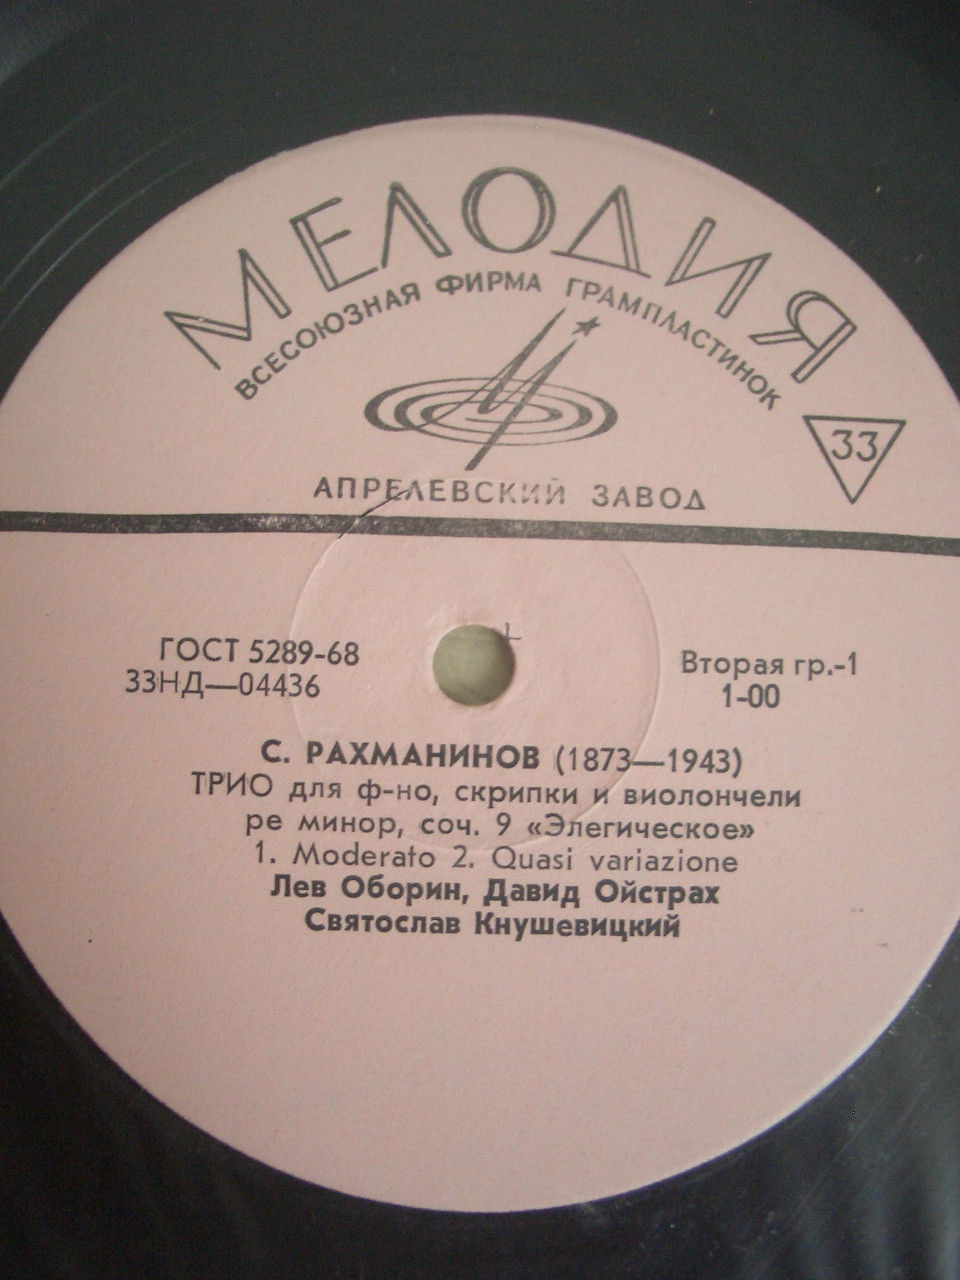 МЕЛОДИЯ
ВСЕСОЮЗНАЯ ФИРМА ГРАМПЛАСТИНОК
33
АПРЕЛЕВСКИЙ ЗАВОД
ГОСТ 5289-68
33НД—04436
Вторая гр.-1
1-00
С. РАХМАНИНОВ (1873—1943)
ТРИО для ф-но, скрипки и виолончели
ре минор, соч. 9 «Элегическое»
1. Moderato 2. Quasi variazione
Лев Оборин, Давид Ойстрах
Святослав Кнушевицкий